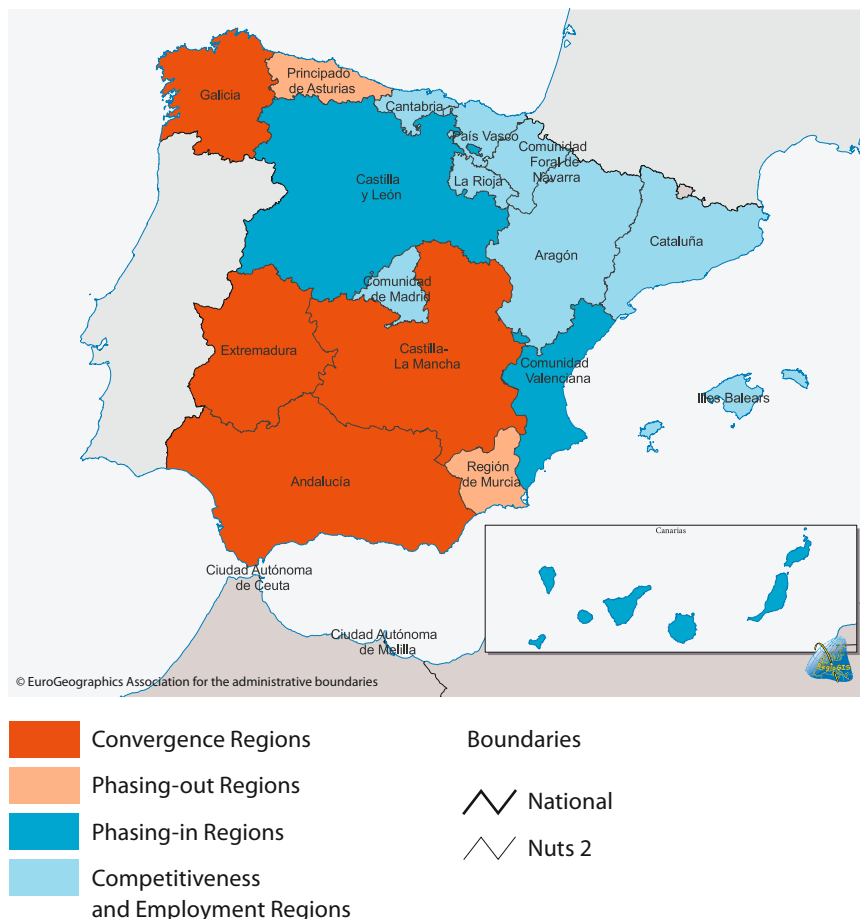 Galicia
Principado
de Asturias
Cantabria
País Vasco
Comunidad
Foral de
Navarra
La Rioja
Castilla
y León
Aragón
Cataluña
Comunidad
de Madrid
Extremadura
Castilla-
La Mancha
Comunidad
Valenciana
Illes Balears
Andalucía
Región
de Murcia
Canarias
Ciudad Autónoma
de Ceuta
Ciudad Autónoma
de Melilla
RegioGIS
© EuroGeographics Association for the administrative boundaries
Convergence Regions
Phasing-out Regions
Phasing-in Regions
Competitiveness
and Employment Regions
Boundaries
National
Nuts 2